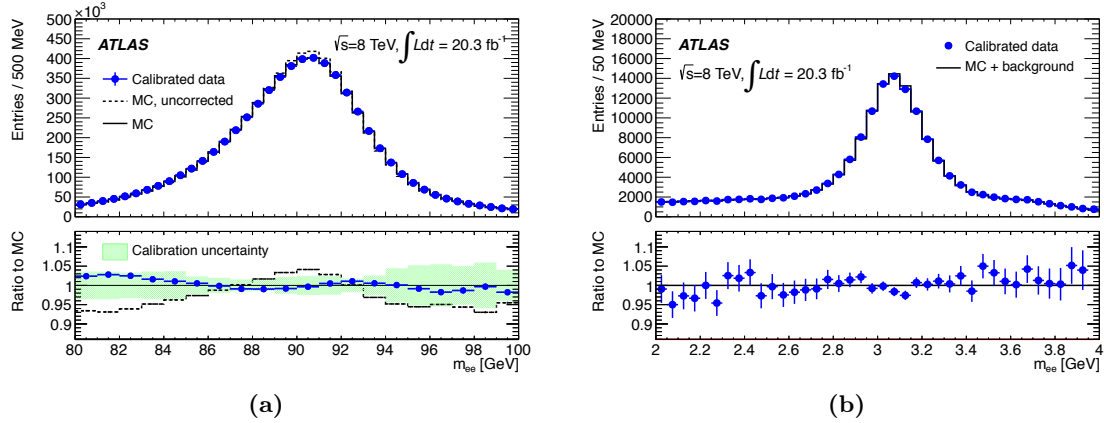 ×10³
Entries / 500 MeV
500
450
400
350
300
250
200
150
100
50
0
ATLAS
√s=8 TeV, ∫Ldt = 20.3 fb⁻¹
Calibrated data
MC, uncorrected
MC
Ratio to MC
1.1
1.05
1
0.95
0.9
Calibration uncertainty
80 82 84 86 88 90 92 94 96 98 100
mₑₑ [GeV]
(a)
Entries / 50 MeV
20000
18000
16000
14000
12000
10000
8000
6000
4000
2000
0
ATLAS
√s=8 TeV, ∫Ldt = 20.3 fb⁻¹
Calibrated data
MC + background
Ratio to MC
1.1
1.05
1
0.95
0.9
2 2.2 2.4 2.6 2.8 3 3.2 3.4 3.6 3.8 4
mₑₑ [GeV]
(b)